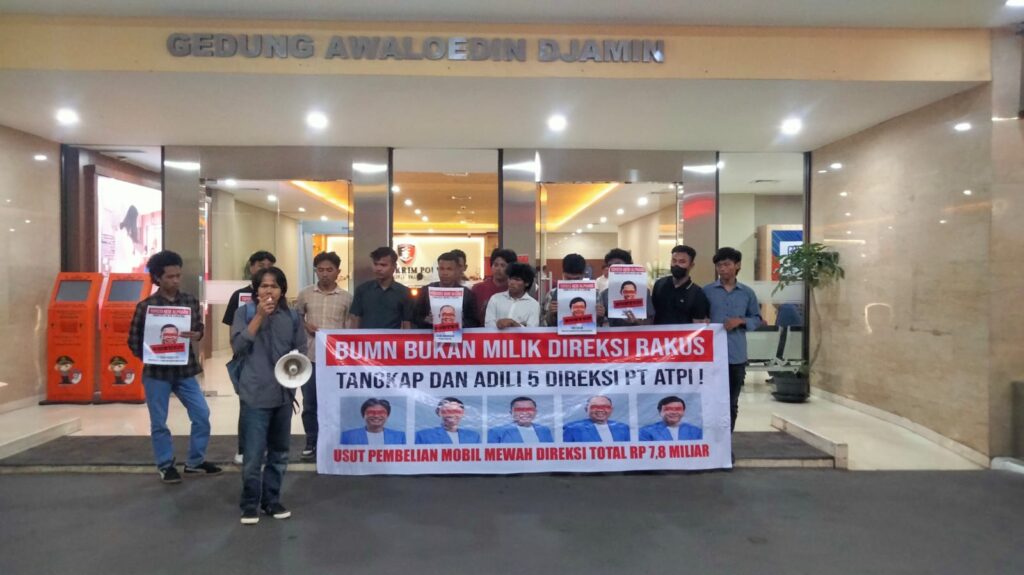 GEDUNG AWALOEDIN DJAMIN
BUMN BUKAN MILIK DIREKSI RAKUS
TANGKAP DAN ADILI 5 DIREKSI PT ATPI !
USUT PEMBELIAN MOBIL MEWAH DIREKSI TOTAL RP 7,8 MILIAR